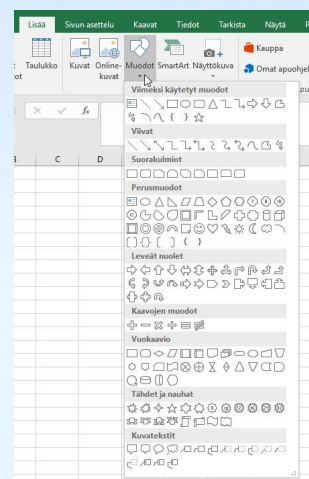 Lisää Sivun asettelu Kaavat Tiedot Tarkista Näytä
Taulukko Kuvat Online-kuvat Muodot SmartArt Näyttökuva
Kauppa
Omat apuohjel
Viimeksi käytetyt muodot
fx
Viivat
C D
Suorakulmiot
Perusmuodot
Leveät nuolet
Kaavojen muodot
Vuokaavio
Tähdet ja nauhat
Kuvatekstit